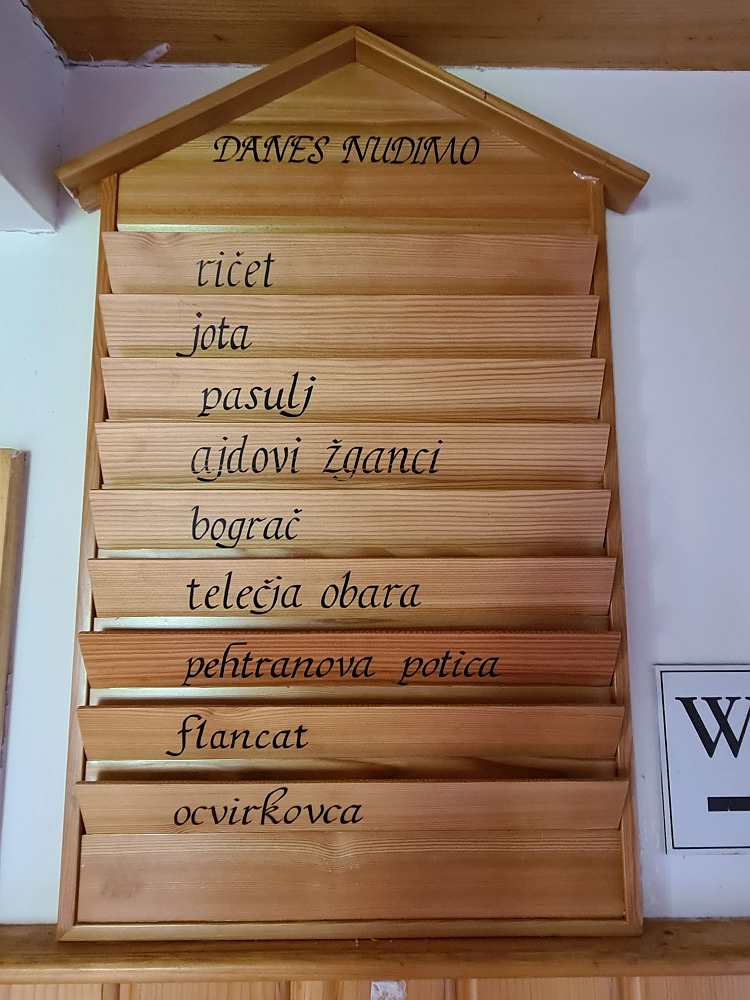 DANES NUDIMO
ričet
jota
pasulj
ajdovi žganci
bograč
telečja obara
pehtranova potica
flancat
ocvirkovca